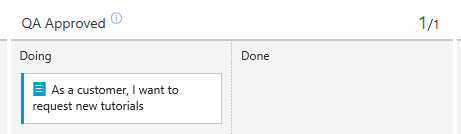 QA Approved 1/1
Doing Done
As a customer, I want to
request new tutorials